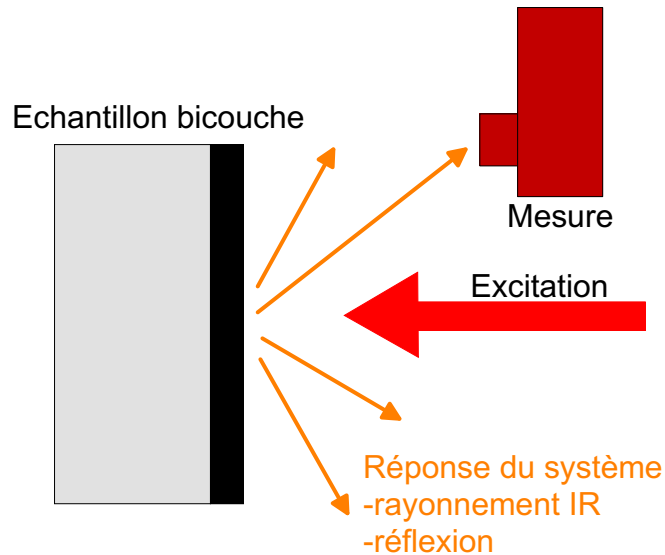 Echantillon bicouche
Mesure
Excitation
Réponse du système
-rayonnement IR
-réflexion